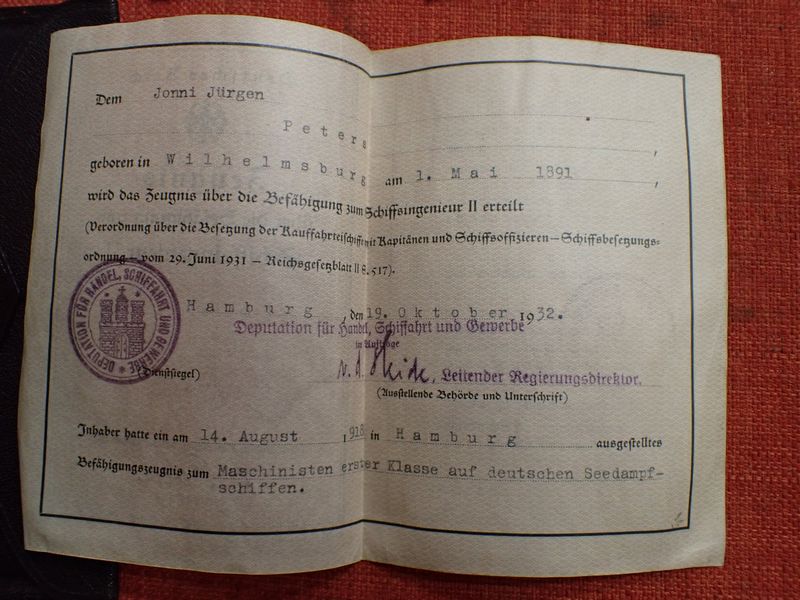 Dem Jonni Jürgen
Peters,
geboren in Wilhelmsburg am 1. Mai 1891,
wird das Zeugnis über die Befähigung zum Schiffsingenieur II erteilt
(Verordnung über die Besetzung der Kauffahrteischiffe mit Kapitänen und Schiffsoffizieren – Schiffsbesetzungs-
ordnung – vom 29. Juni 1931 – Reichsgesetzblatt II S. 517).
Hamburg, den 19. Oktober 1932.
DEPUTATION FÜR HANDEL, SCHIFFAHRT UND GEWERBE
Deputation für Handel, Schiffahrt und Gewerbe
im Auftrage
v. d. Heide, Leitender Regierungsdirektor.
(Dienstsiegel)
(Ausstellende Behörde und Unterschrift)
Inhaber hatte ein am 14. August 1918 in Hamburg ausgestelltes
Befähigungszeugnis zum Maschinisten erster Klasse auf deutschen Seedampf-
schiffen.